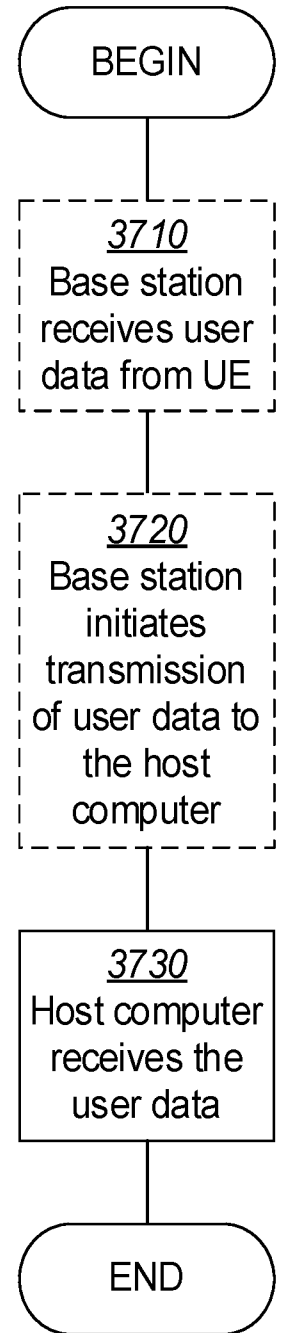 BEGIN
3710
Base station
receives user
data from UE
3720
Base station
initiates
transmission
of user data to
the host
computer
3730
Host computer
receives the
user data
END